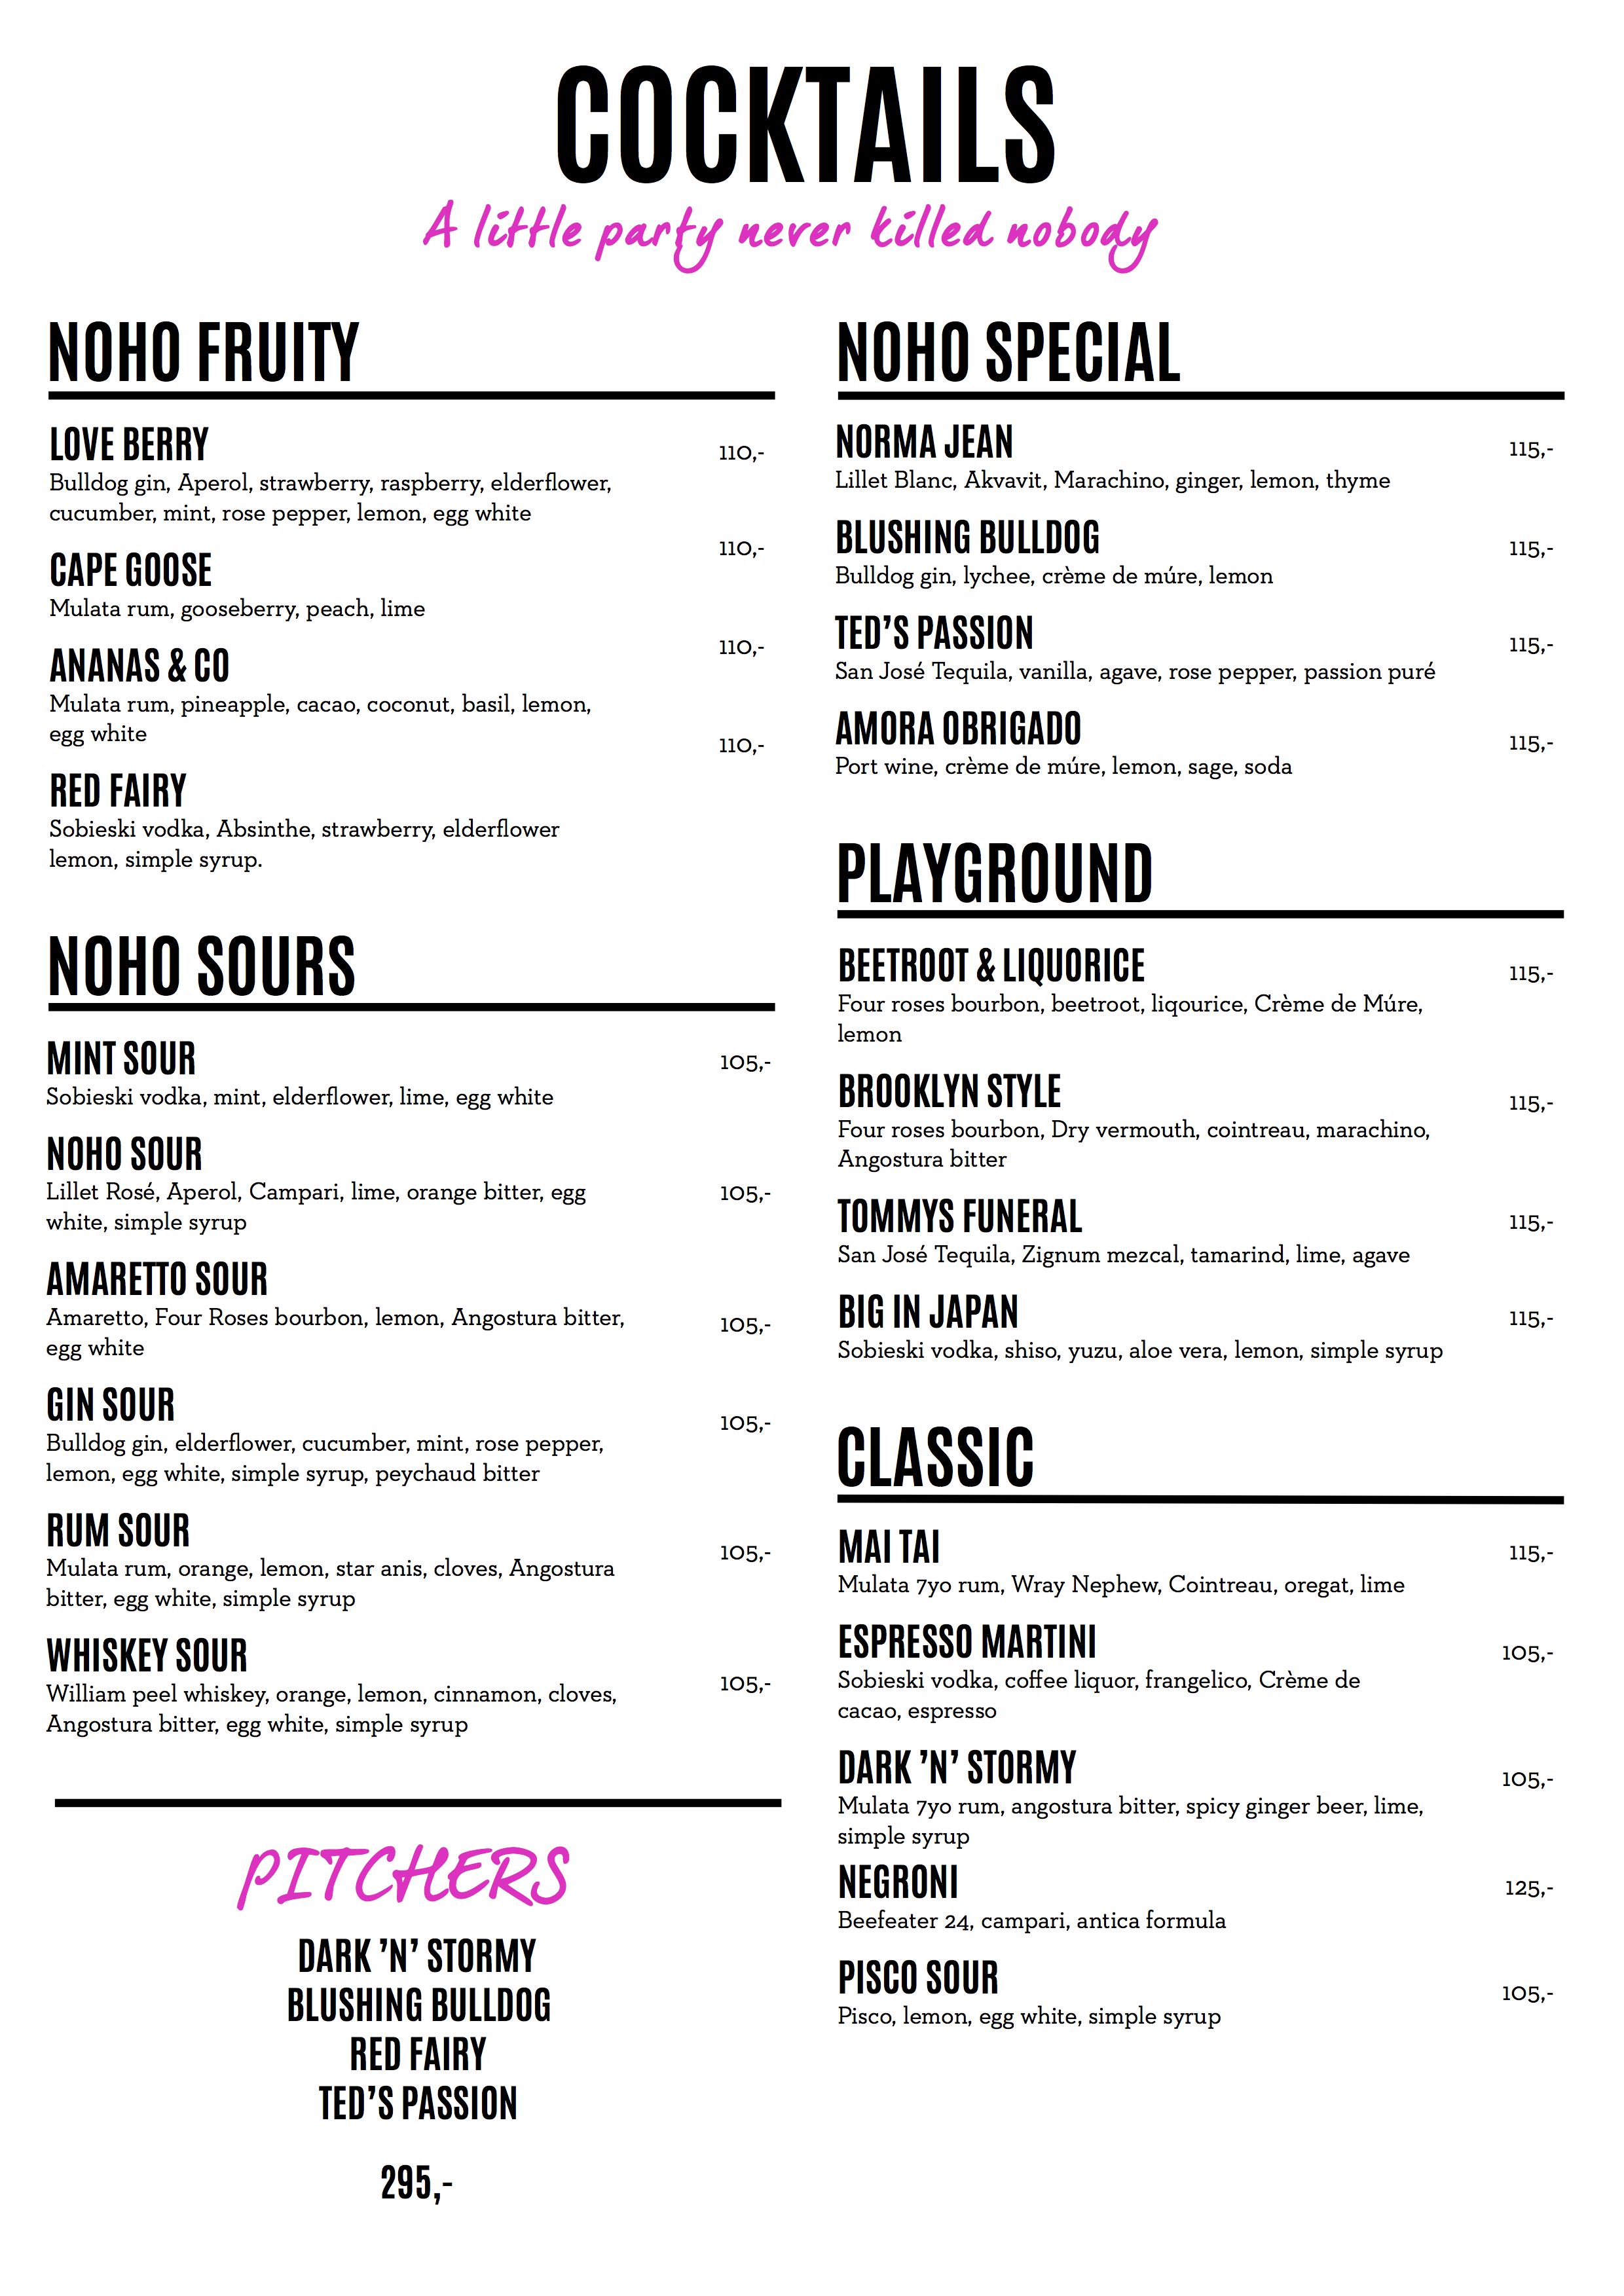 COCKTAILS
A little party never killed nobody
NOHO FRUITY
LOVE BERRY
110,-
Bulldog gin, Aperol, strawberry, raspberry, elderflower,
cucumber, mint, rose pepper, lemon, egg white
110,-
CAPE GOOSE
Mulata rum, gooseberry, peach, lime
110,-
ANANAS & CO
Mulata rum, pineapple, cacao, coconut, basil, lemon,
egg white
110,-
RED FAIRY
Sobieski vodka, Absinthe, strawberry, elderflower
lemon, simple syrup.
NOHO SOURS
MINT SOUR
105,-
Sobieski vodka, mint, elderflower, lime, egg white
NOHO SOUR
Lillet Rosé, Aperol, Campari, lime, orange bitter, egg
105,-
white, simple syrup
AMARETTO SOUR
Amaretto, Four Roses bourbon, lemon, Angostura bitter,
105,-
egg white
GIN SOUR
105,-
Bulldog gin, elderflower, cucumber, mint, rose pepper,
lemon, egg white, simple syrup, peychaud bitter
RUM SOUR
105,-
Mulata rum, orange, lemon, star anis, cloves, Angostura
bitter, egg white, simple syrup
WHISKEY SOUR
105,-
William peel whiskey, orange, lemon, cinnamon, cloves,
Angostura bitter, egg white, simple syrup
PITCHERS
DARK ’N’ STORMY
BLUSHING BULLDOG
RED FAIRY
TED’S PASSION
295,-
NOHO SPECIAL
NORMA JEAN
115,-
Lillet Blanc, Akvavit, Marachino, ginger, lemon, thyme
BLUSHING BULLDOG
115,-
Bulldog gin, lychee, crème de múre, lemon
TED’S PASSION
115,-
San José Tequila, vanilla, agave, rose pepper, passion puré
AMORA OBRIGADO
115,-
Port wine, crème de múre, lemon, sage, soda
PLAYGROUND
BEETROOT & LIQUORICE
115,-
Four roses bourbon, beetroot, liqourice, Crème de Múre,
lemon
BROOKLYN STYLE
115,-
Four roses bourbon, Dry vermouth, cointreau, marachino,
Angostura bitter
TOMMYS FUNERAL
115,-
San José Tequila, Zignum mezcal, tamarind, lime, agave
BIG IN JAPAN
115,-
Sobieski vodka, shiso, yuzu, aloe vera, lemon, simple syrup
CLASSIC
MAI TAI
115,-
Mulata 7yo rum, Wray Nephew, Cointreau, oregat, lime
ESPRESSO MARTINI
105,-
Sobieski vodka, coffee liquor, frangelico, Crème de
cacao, espresso
DARK ’N’ STORMY
105,-
Mulata 7yo rum, angostura bitter, spicy ginger beer, lime,
simple syrup
NEGRONI
125,-
Beefeater 24, campari, antica formula
PISCO SOUR
105,-
Pisco, lemon, egg white, simple syrup